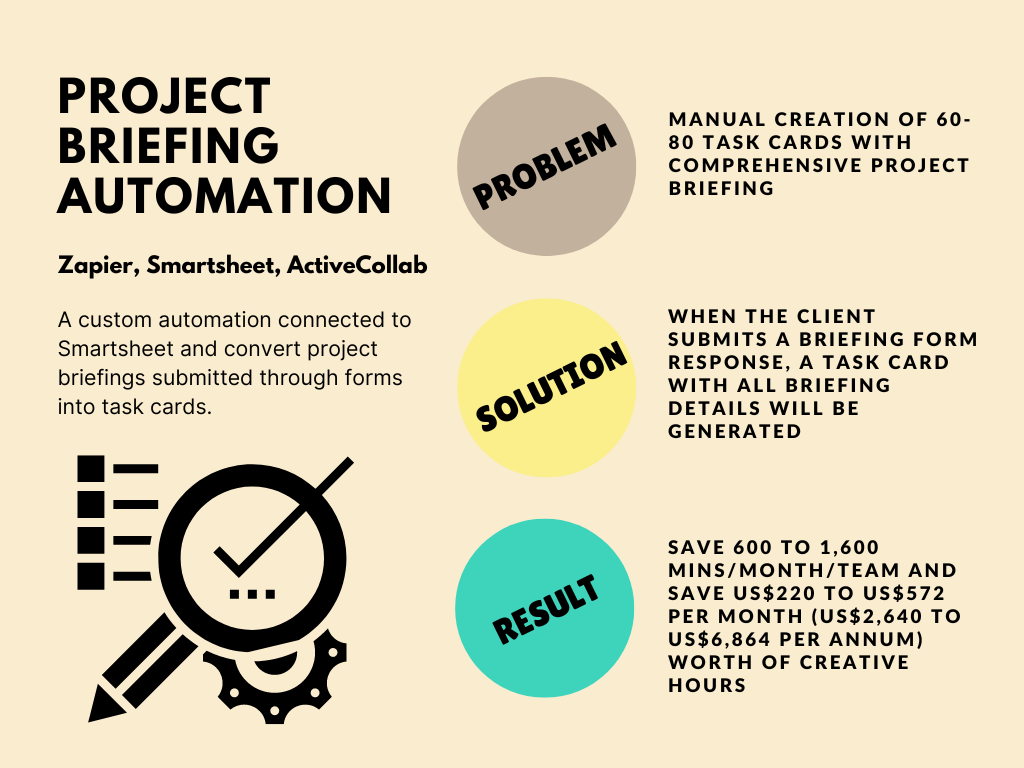 PROJECT
BRIEFING
AUTOMATION
Zapier, Smartsheet, ActiveCollab
A custom automation connected to
Smartsheet and convert project
briefings submitted through forms
into task cards.
PROBLEM
MANUAL CREATION OF 60-
80 TASK CARDS WITH
COMPREHENSIVE PROJECT
BRIEFING
SOLUTION
WHEN THE CLIENT
SUBMITS A BRIEFING FORM
RESPONSE, A TASK CARD
WITH ALL BRIEFING
DETAILS WILL BE
GENERATED
RESULT
SAVE 600 TO 1,600
MINS/MONTH/TEAM AND
SAVE US$220 TO US$572
PER MONTH (US$2,640 TO
US$6,864 PER ANNUM)
WORTH OF CREATIVE
HOURS